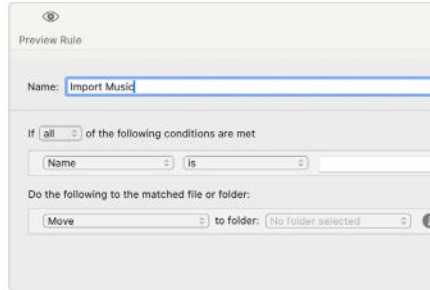 Preview Rule
Name: Import Music
If all of the following conditions are met
Name is
Do the following to the matched file or folder:
Move to folder: No folder selected